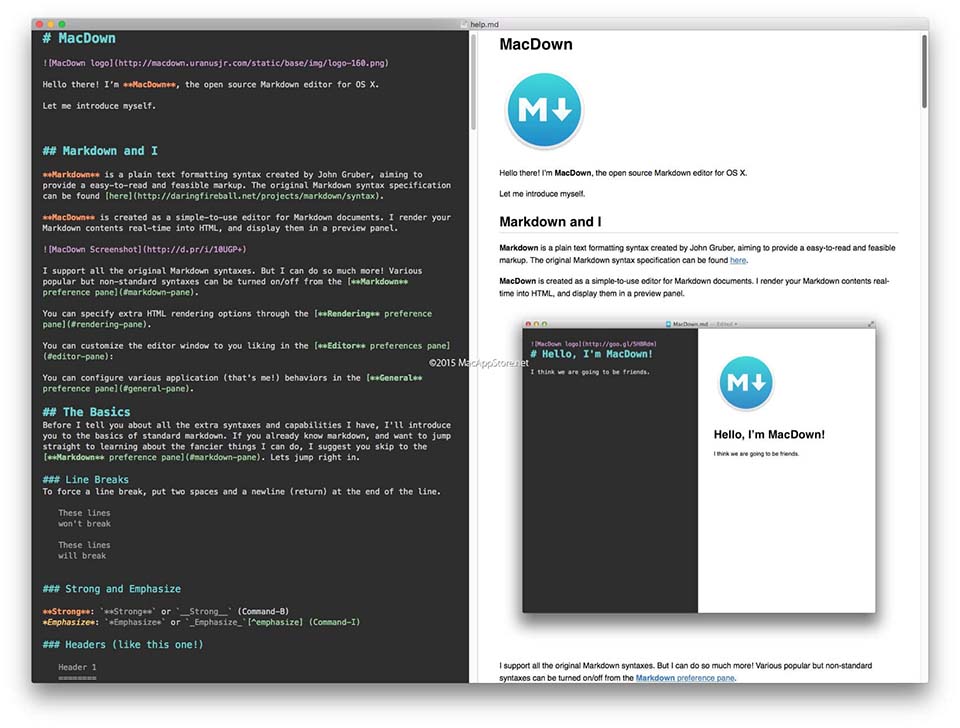 help.md
# MacDown
![MacDown logo](http://macdown.uranusjr.com/static/base/img/logo-160.png)
Hello there! I'm **MacDown**, the open source Markdown editor for OS X.
Let me introduce myself.
## Markdown and I
**Markdown** is a plain text formatting syntax created by John Gruber, aiming to
provide a easy-to-read and feasible markup. The original Markdown syntax specification
can be found [here](http://daringfireball.net/projects/markdown/syntax).
**MacDown** is created as a simple-to-use editor for Markdown documents. I render your
Markdown contents real-time into HTML, and display them in a preview panel.
![MacDown Screenshot](http://d.pr/i/10UGP+)
I support all the original Markdown syntaxes. But I can do so much more! Various
popular but non-standard syntaxes can be turned on/off from the [**Markdown**
preference pane](#markdown-pane).
You can specify extra HTML rendering options through the [**Rendering** preference
pane](#rendering-pane).
You can customize the editor window to you liking in the [**Editor** preferences pane]
(#editor-pane):
You can configure various application (that's me!) behaviors in the [**General**
preference pane](#general-pane).
## The Basics
Before I tell you about all the extra syntaxes and capabilities I have, I'll introduce
you to the basics of standard markdown. If you already know markdown, and want to jump
straight to learning about the fancier things I can do, I suggest you skip to the
[**Markdown** preference pane](#markdown-pane). Lets jump right in.
### Line Breaks
To force a line break, put two spaces and a newline (return) at the end of the line.
These lines
won't break
These lines
will break
### Strong and Emphasize
**Strong**: `**Strong**` or `__Strong__` (Command-B)
*Emphasize*: `*Emphasize*` or `_Emphasize_`[^emphasize] (Command-I)
### Headers (like this one!)
Header 1
========
MacDown
M
Hello there! I'm MacDown, the open source Markdown editor for OS X.
Let me introduce myself.
Markdown and I
Markdown is a plain text formatting syntax created by John Gruber, aiming to provide a easy-to-read and feasible
markup. The original Markdown syntax specification can be found here.
MacDown is created as a simple-to-use editor for Markdown documents. I render your Markdown contents real-
time into HTML, and display them in a preview panel.
MacDown.md — Edited
![MacDown logo](http://goo.gl/5H0Rdm)
# Hello, I'm MacDown!
I think we are going to be friends.
M
Hello, I'm MacDown!
I think we are going to be friends.
©2015 MacAppStore.net
I support all the original Markdown syntaxes. But I can do so much more! Various popular but non-standard
syntaxes can be turned on/off from the Markdown preference pane.